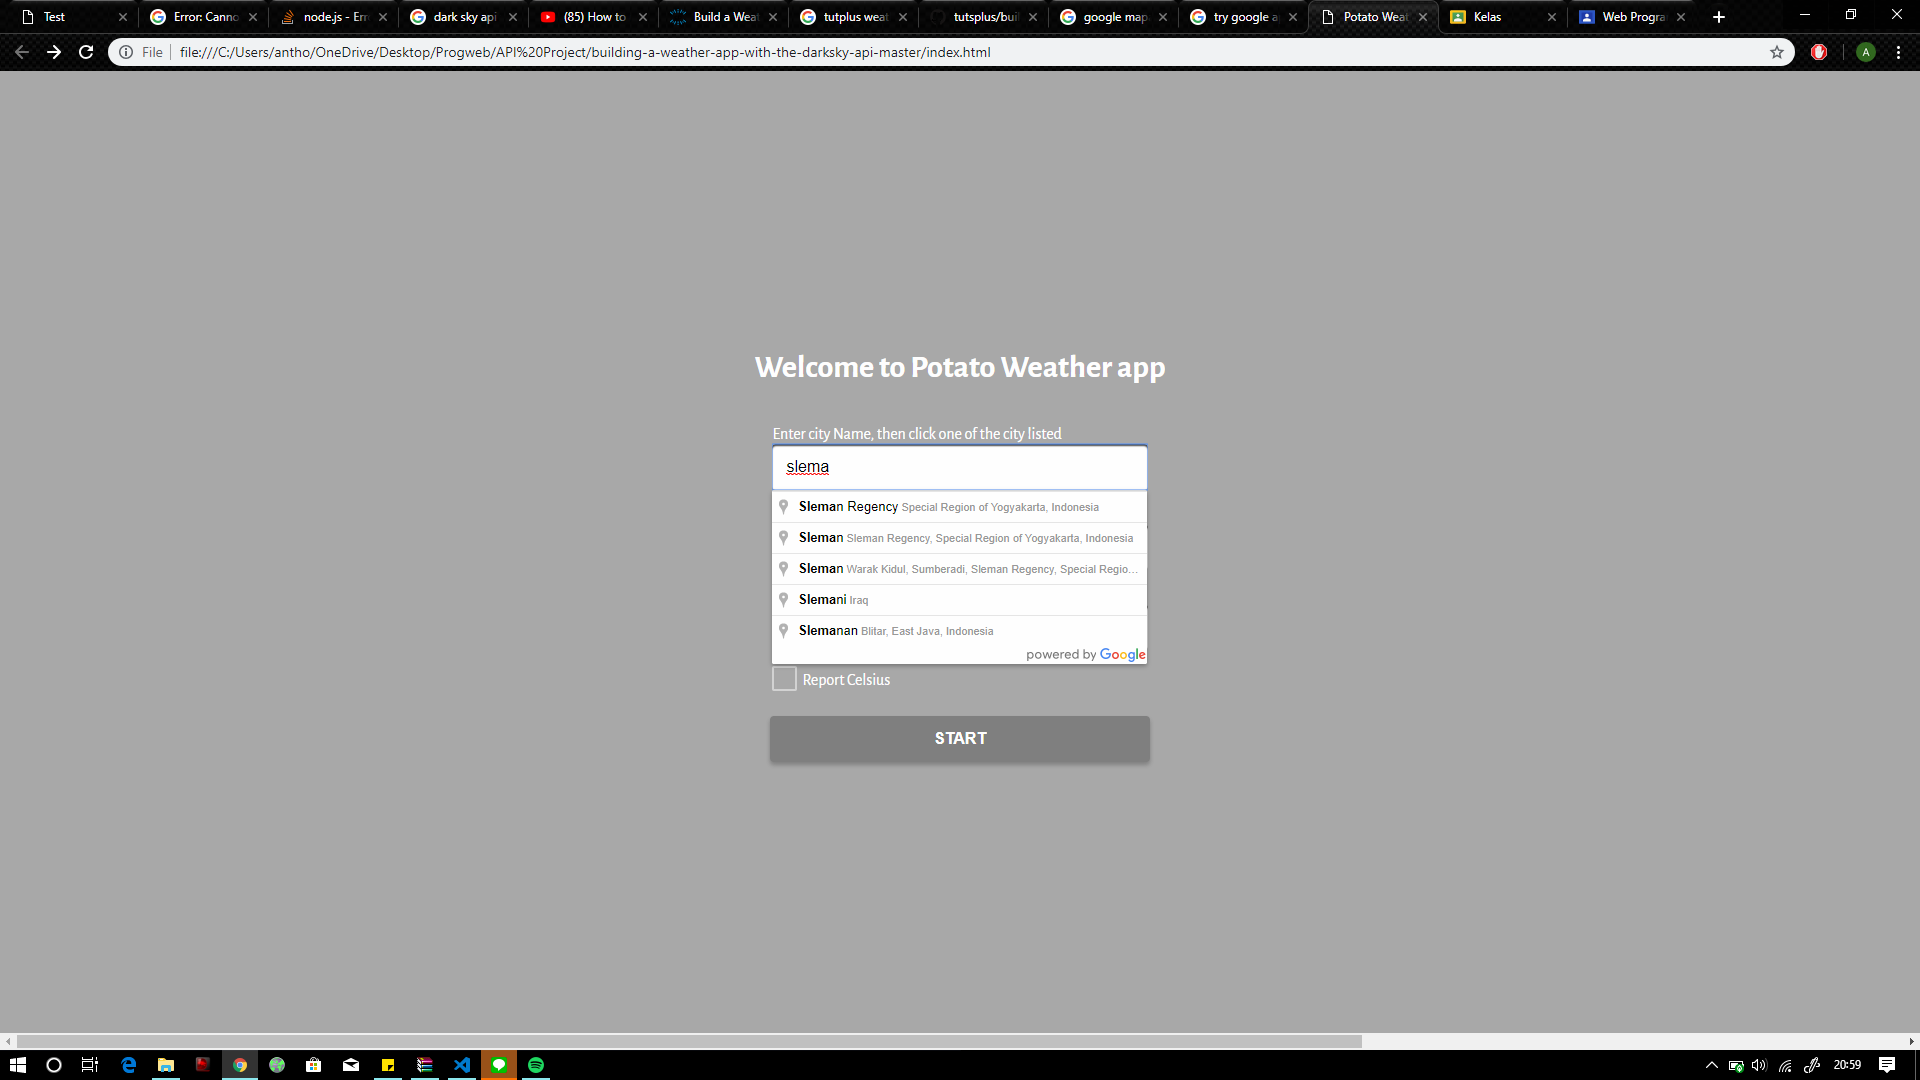 Test
Error: Canno
node.js - Err
dark sky api
(85) How to
Build a Weat
tutplus weat
tutsplus/buil
google map
try google a
Potato Weat
Kelas
Web Progra
File
file:///C:/Users/antho/OneDrive/Desktop/Progweb/API%20Project/building-a-weather-app-with-the-darksky-api-master/index.html
A
Welcome to Potato Weather app
Enter city Name, then click one of the city listed
slema
Sleman Regency Special Region of Yogyakarta, Indonesia
Sleman Sleman Regency, Special Region of Yogyakarta, Indonesia
Sleman Warak Kidul, Sumberadi, Sleman Regency, Special Regio...
Slemani Iraq
Slemanan Blitar, East Java, Indonesia
powered by Google
Report Celsius
START
20:59